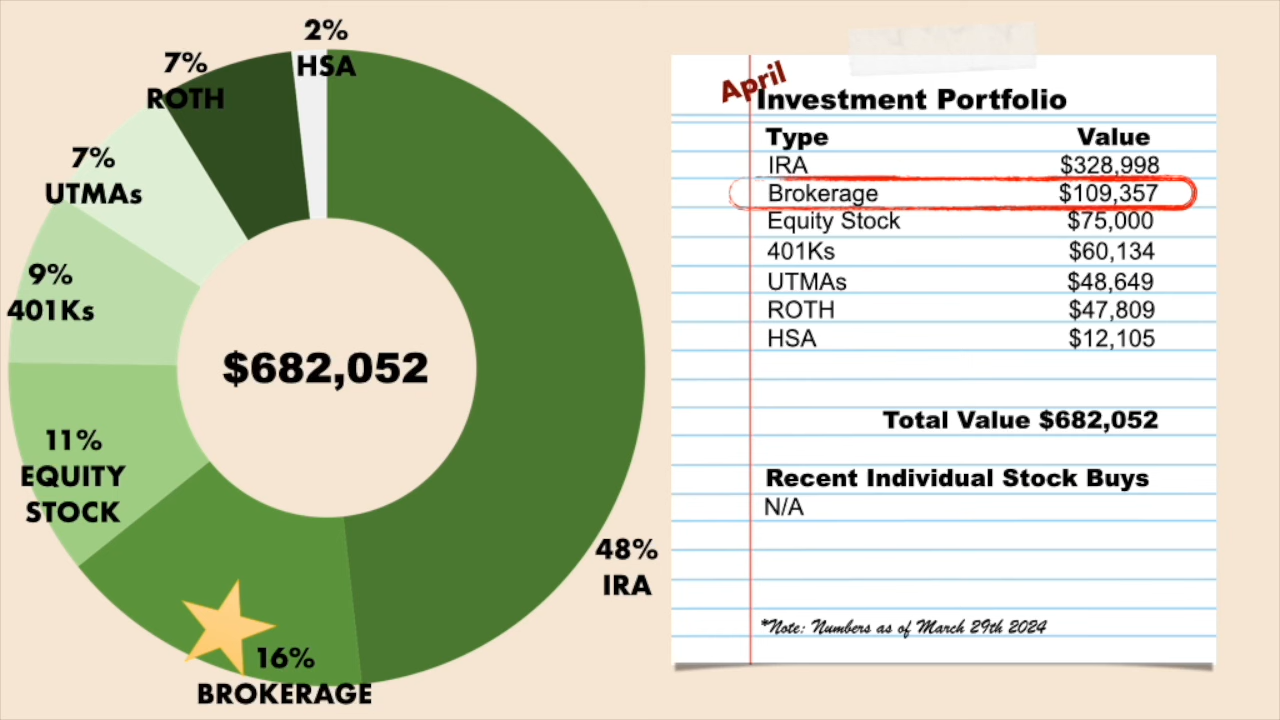 2%
HSA
7%
ROTH
7%
UTMAs
9%
401Ks
11%
EQUITY
STOCK
16%
BROKERAGE
48%
IRA
$682,052
April
Investment Portfolio
Type Value
IRA $328,998
Brokerage $109,357
Equity Stock $75,000
401Ks $60,134
UTMAs $48,649
ROTH $47,809
HSA $12,105
Total Value $682,052
Recent Individual Stock Buys
N/A
*Note: Numbers as of March 29th 2024